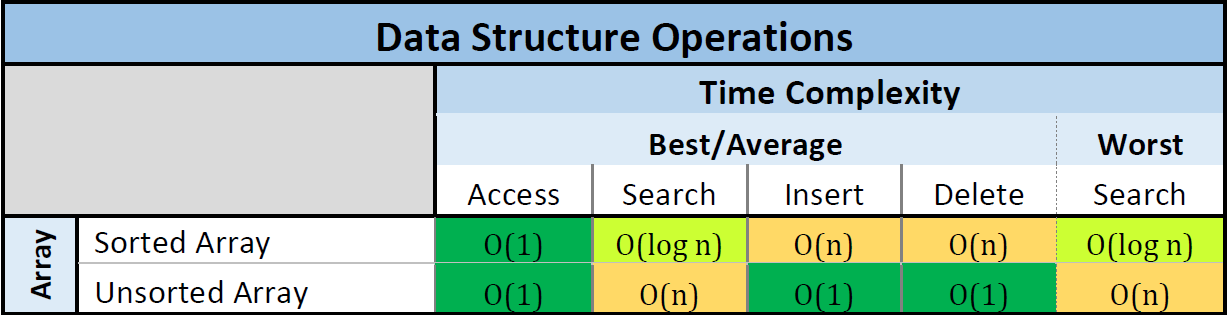 Data Structure Operations
Time Complexity
Best/Average Worst
Access Search Insert Delete Search
Array
Sorted Array O(1) O(log n) O(n) O(n) O(log n)
Unsorted Array O(1) O(n) O(1) O(1) O(n)